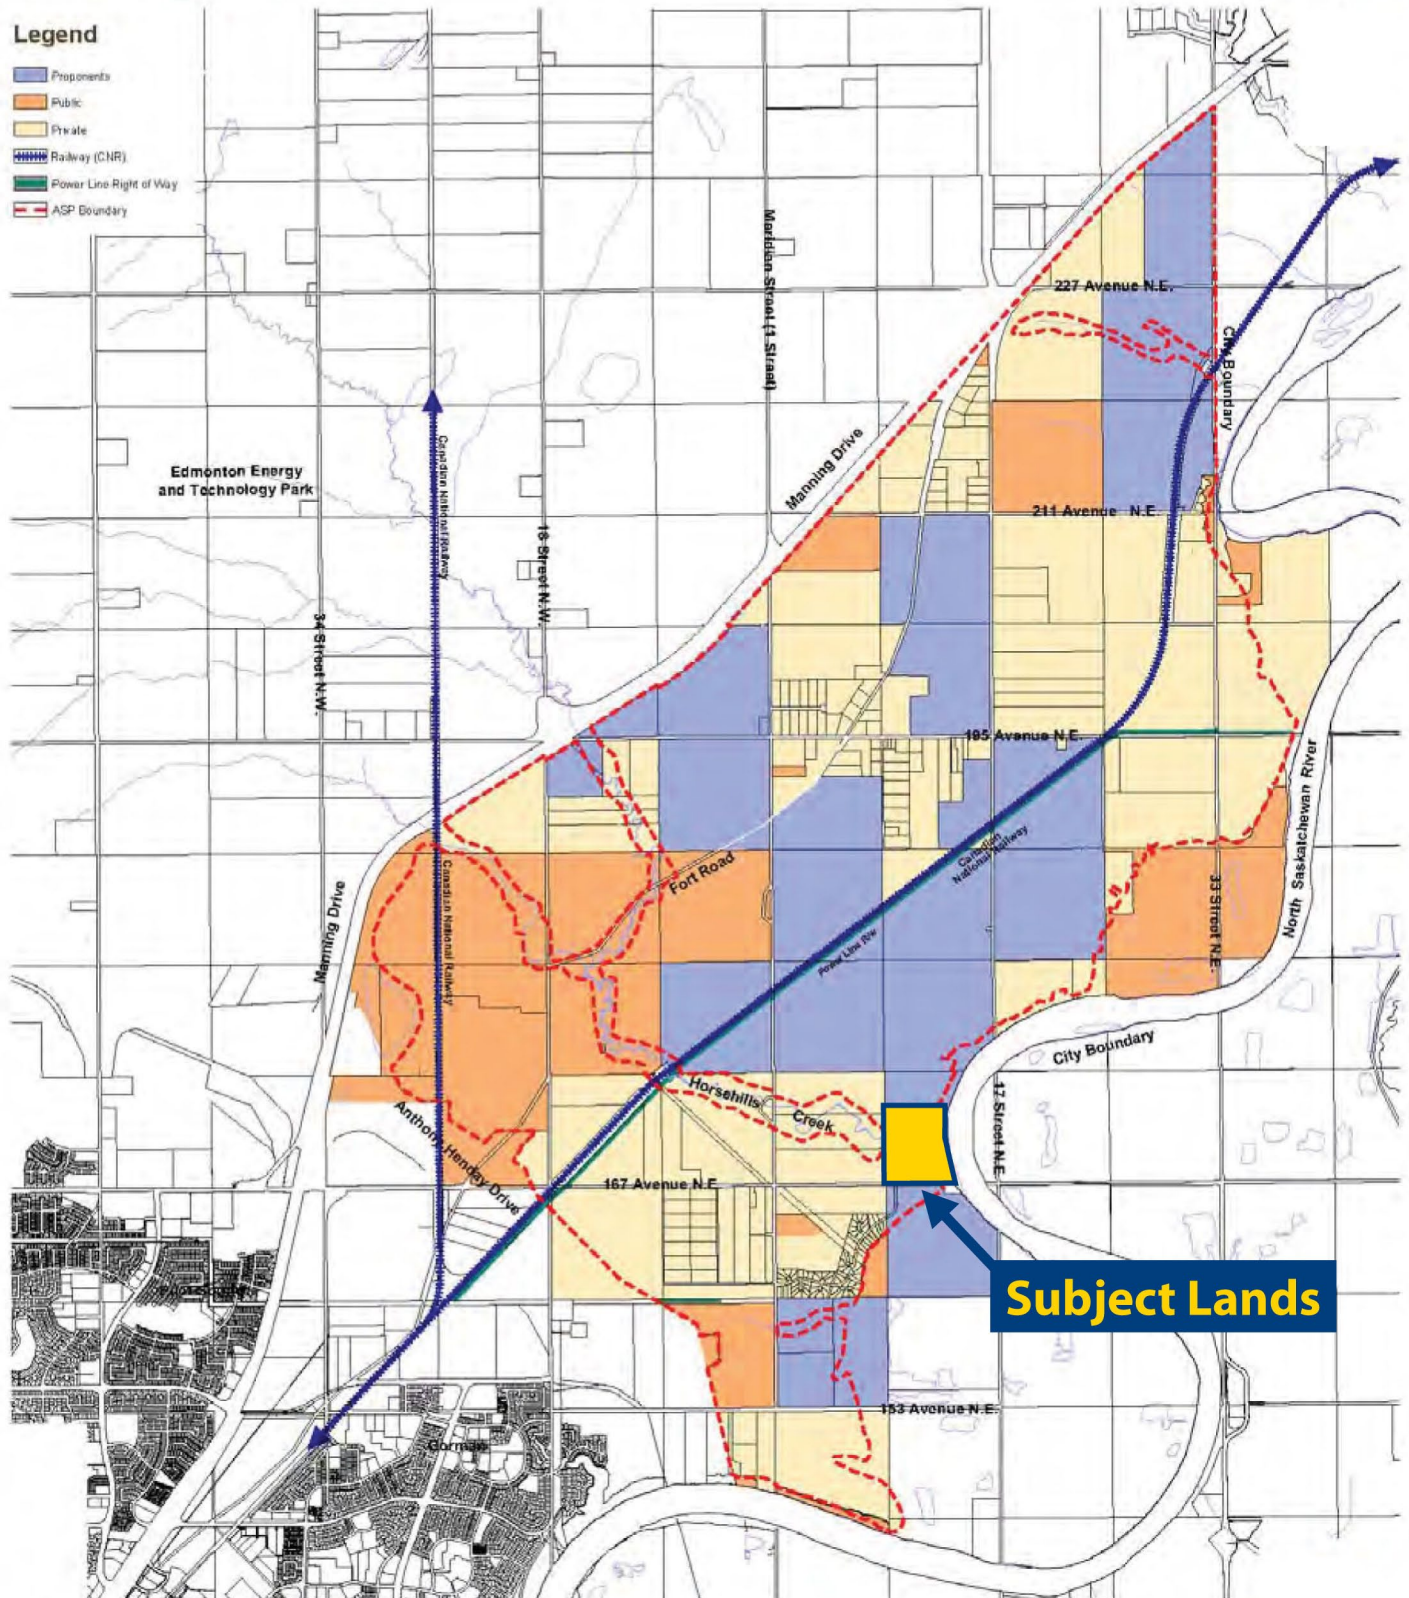 Legend
Proponents
Public
Private
Railway (CNR)
Power Line Right of Way
ASP Boundary
Meridian Street (1 Street)
227 Avenue N.E.
City Boundary
Manning Drive
Edmonton Energy
and Technology Park
Canadian National Railway
18 Street N.W.
211 Avenue N.E.
34 Street N.W.
195 Avenue N.E.
North Saskatchewan River
Canadian
National Railway
Fort Road
33 Street N.E.
Manning Drive
Canadian National Railway
Power Line R/W
City Boundary
Horsehills
Creek
17 Street N.E.
Anthony Henday Drive
167 Avenue N.E.
Subject Lands
153 Avenue N.E.
Gorman